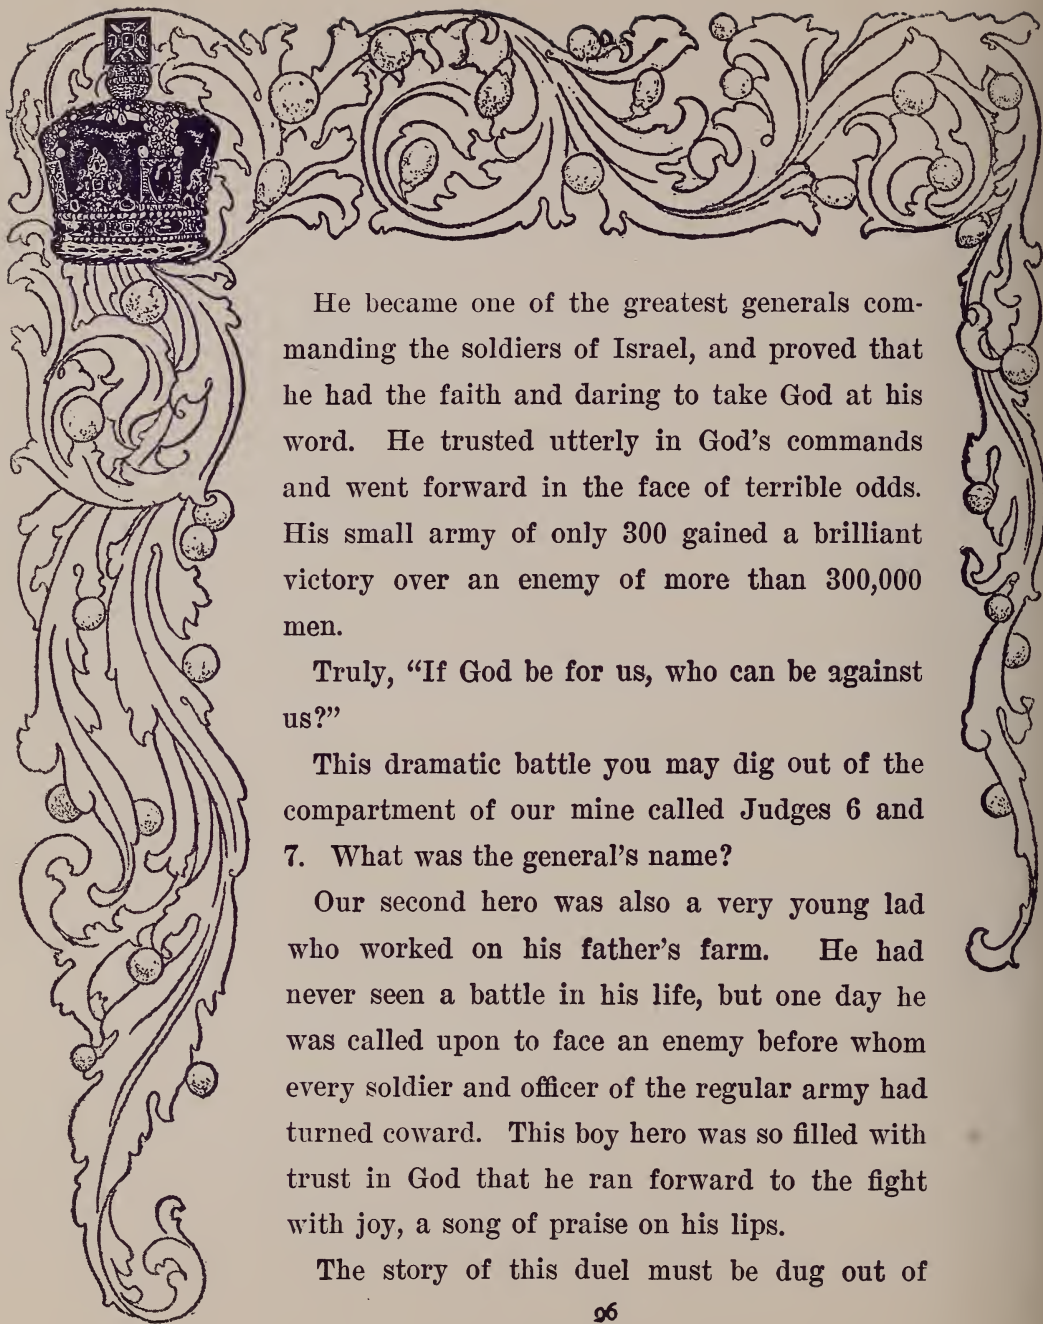 He became one of the greatest generals com-
manding the soldiers of Israel, and proved that
he had the faith and daring to take God at his
word. He trusted utterly in God's commands
and went forward in the face of terrible odds.
His small army of only 300 gained a brilliant
victory over an enemy of more than 300,000
men.
Truly, “If God be for us, who can be against
us?”
This dramatic battle you may dig out of the
compartment of our mine called Judges 6 and
7. What was the general's name?
Our second hero was also a very young lad
who worked on his father's farm. He had
never seen a battle in his life, but one day he
was called upon to face an enemy before whom
every soldier and officer of the regular army had
turned coward. This boy hero was so filled with
trust in God that he ran forward to the fight
with joy, a song of praise on his lips.
The story of this duel must be dug out of
96